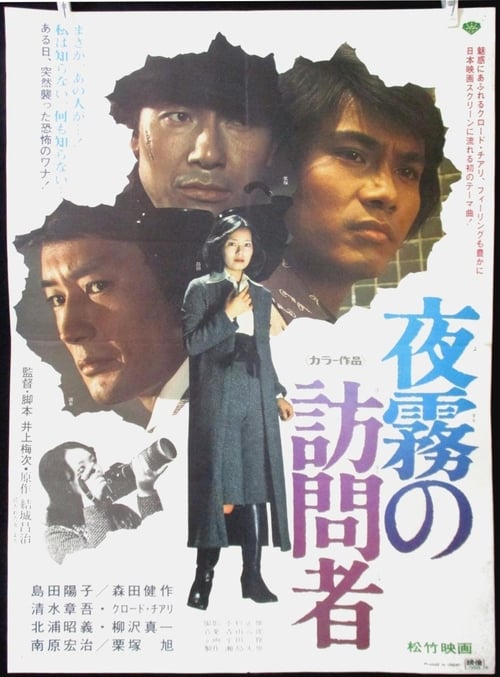 魅惑にあふれるクロード・チアリ、フィーリングも豊かに
日本映画スクリーンに流れる初のテーマ曲!
まさか、あの人が…!
私は知らない、何も知らない!
ある日、突然襲った恐怖のワナ!
夜霧の
訪問者
〈カラー作品〉
監督・脚本 井上梅次・原作 結城昌治
島田陽子/森田健作
清水章吾・クロード・チアリ
北浦昭義・柳沢真一
南原宏治/栗塚 旭
松竹映画
映倫